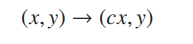 (x, y) → (cx, y)